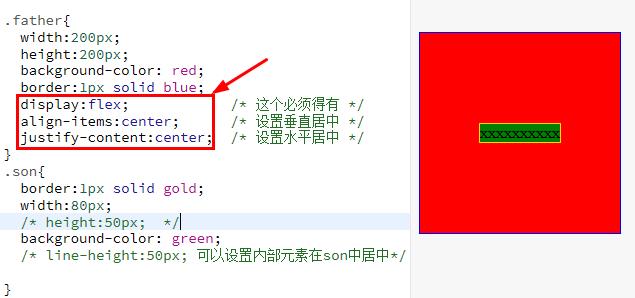 .father{
width:200px;
height:200px;
background-color: red;
border:1px solid blue;
display:flex; /* 这个必须得有 */
align-items:center; /* 设置垂直居中 */
justify-content:center; /* 设置水平居中 */
}
.son{
border:1px solid gold;
width:80px;
/* height:50px; */
background-color: green;
/* line-height:50px; 可以设置内部元素在son中居中*/
}
xxxxxxxxxx